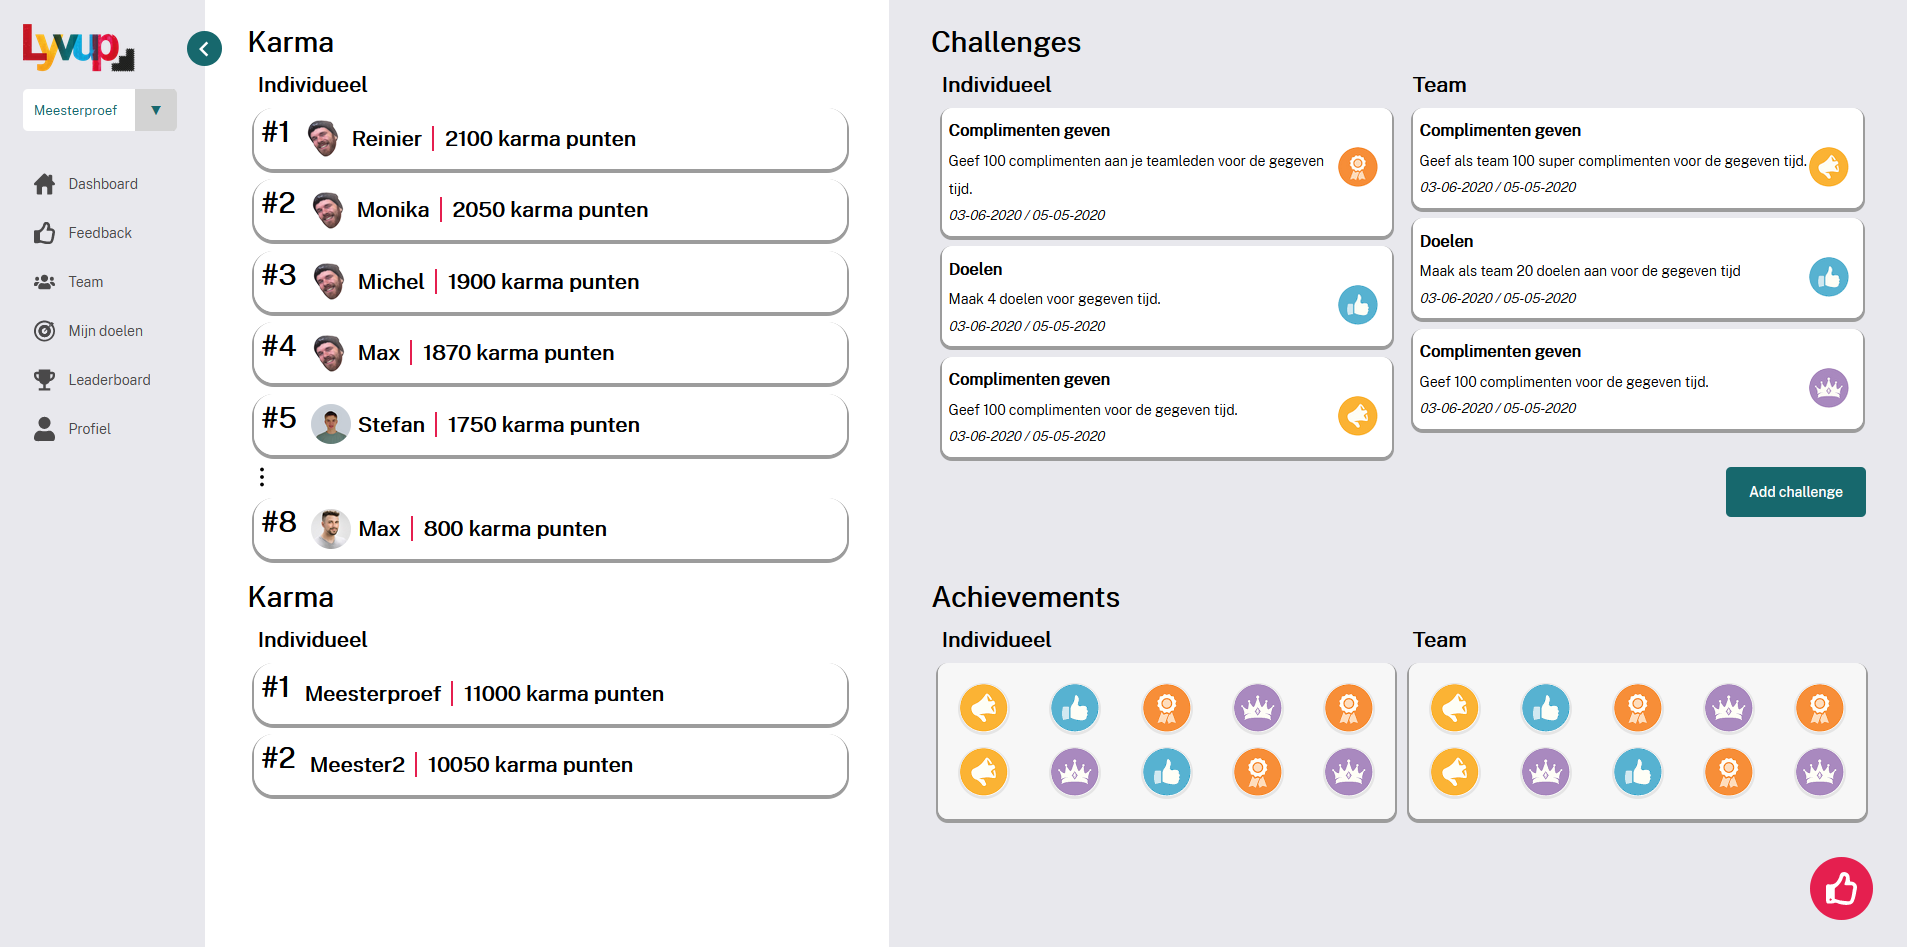 Lyvup
Meesterproef
▼
Dashboard
Feedback
Team
Mijn doelen
Leaderboard
Profiel
Karma
Individueel
#1 Reinier | 2100 karma punten
#2 Monika | 2050 karma punten
#3 Michel | 1900 karma punten
#4 Max | 1870 karma punten
#5 Stefan | 1750 karma punten
⋮
#8 Max | 800 karma punten
Karma
Individueel
#1 Meesterproef | 11000 karma punten
#2 Meester2 | 10050 karma punten
Challenges
Individueel
Complimenten geven
Geef 100 complimenten aan je teamleden voor de gegeven
tijd.
03-06-2020 / 05-05-2020
Doelen
Maak 4 doelen voor gegeven tijd.
03-06-2020 / 05-05-2020
Complimenten geven
Geef 100 complimenten voor de gegeven tijd.
03-06-2020 / 05-05-2020
Team
Complimenten geven
Geef als team 100 super complimenten voor de gegeven tijd.
03-06-2020 / 05-05-2020
Doelen
Maak als team 20 doelen aan voor de gegeven tijd
03-06-2020 / 05-05-2020
Complimenten geven
Geef 100 complimenten voor de gegeven tijd.
03-06-2020 / 05-05-2020
Add challenge
Achievements
Individueel
Team